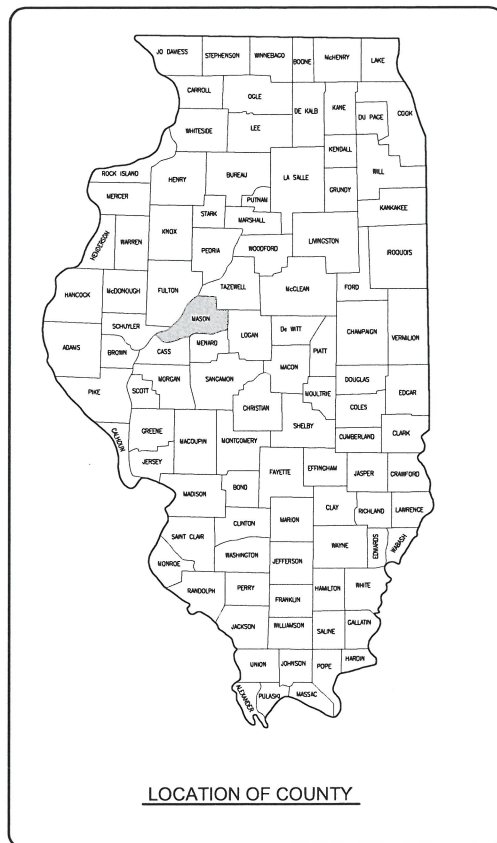 JO DAVIESS STEPHENSON WINNEBAGO BOONE McHENRY LAKE
CARROLL OGLE
DE KALB KANE COOK
DU PAGE
WHITESIDE LEE
KENDALL
ROCK ISLAND HENRY BUREAU LA SALLE WILL
GRUNDY
MERCER PUTNAM KANKAKEE
STARK
MARSHALL
HENDERSON WARREN KNOX
PEDRIA WOODFORD LIVINGSTON IROQUOIS
HANCOCK McDONOUGH FULTON TAZEWELL McCLEAN FORD
MASON
SCHUYLER LOGAN De WITT CHAMPAIGN VERMILION
MENARD
ADAMS BROWN CASS PIATT
MACON
MORGAN SANGAMON DOUGLAS
PIKE SCOTT MOULTRIE EDGAR
CHRISTIAN COLES
SHELBY
GREENE CUMBERLAND CLARK
CALHOUN MACOUPIN MONTGOMERY
JERSEY FAYETTE EFFINGHAM JASPER CRAWFORD
MADISON BOND
CLAY RICHLAND LAWRENCE
CLINTON MARION
SAINT CLAIR WAYNE EDWARDS WABASH
WASHINGTON JEFFERSON
MONROE
RANDOLPH PERRY HAMILTON WHITE
FRANKLIN
JACKSON WILLIAMSON SALINE GALLATIN
UNION JOHNSON POPE HARDIN
ALEXANDER PULASKI MASSAC
LOCATION OF COUNTY